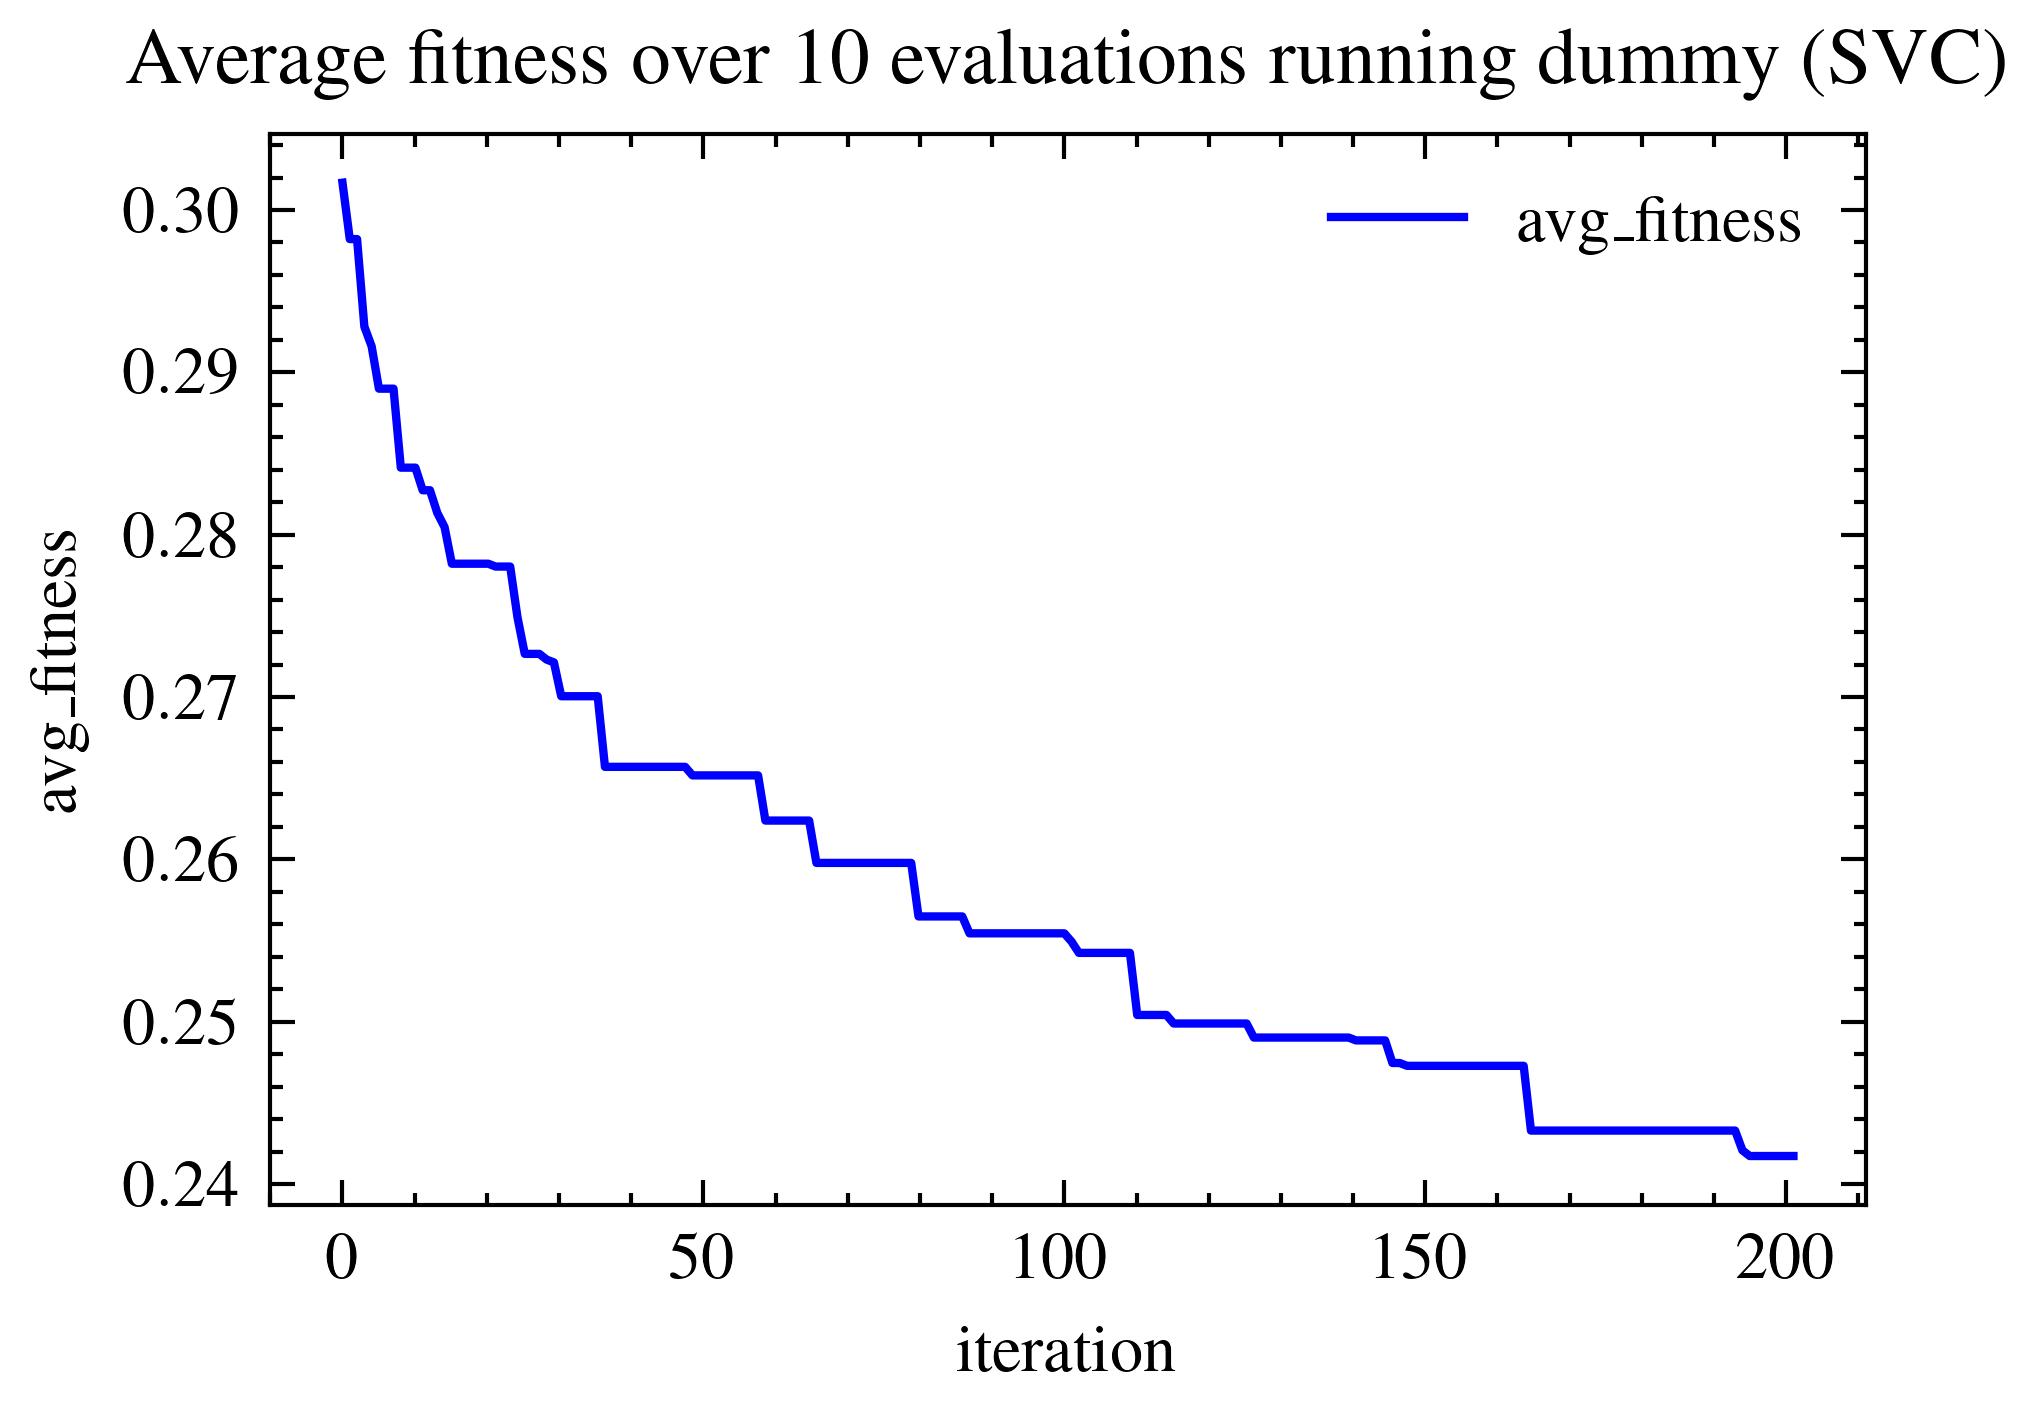 Average fitness over 10 evaluations running dummy (SVC)
avg_fitness
0.30
0.29
0.28
0.27
0.26
0.25
0.24
avg_fitness
0 50 100 150 200
iteration